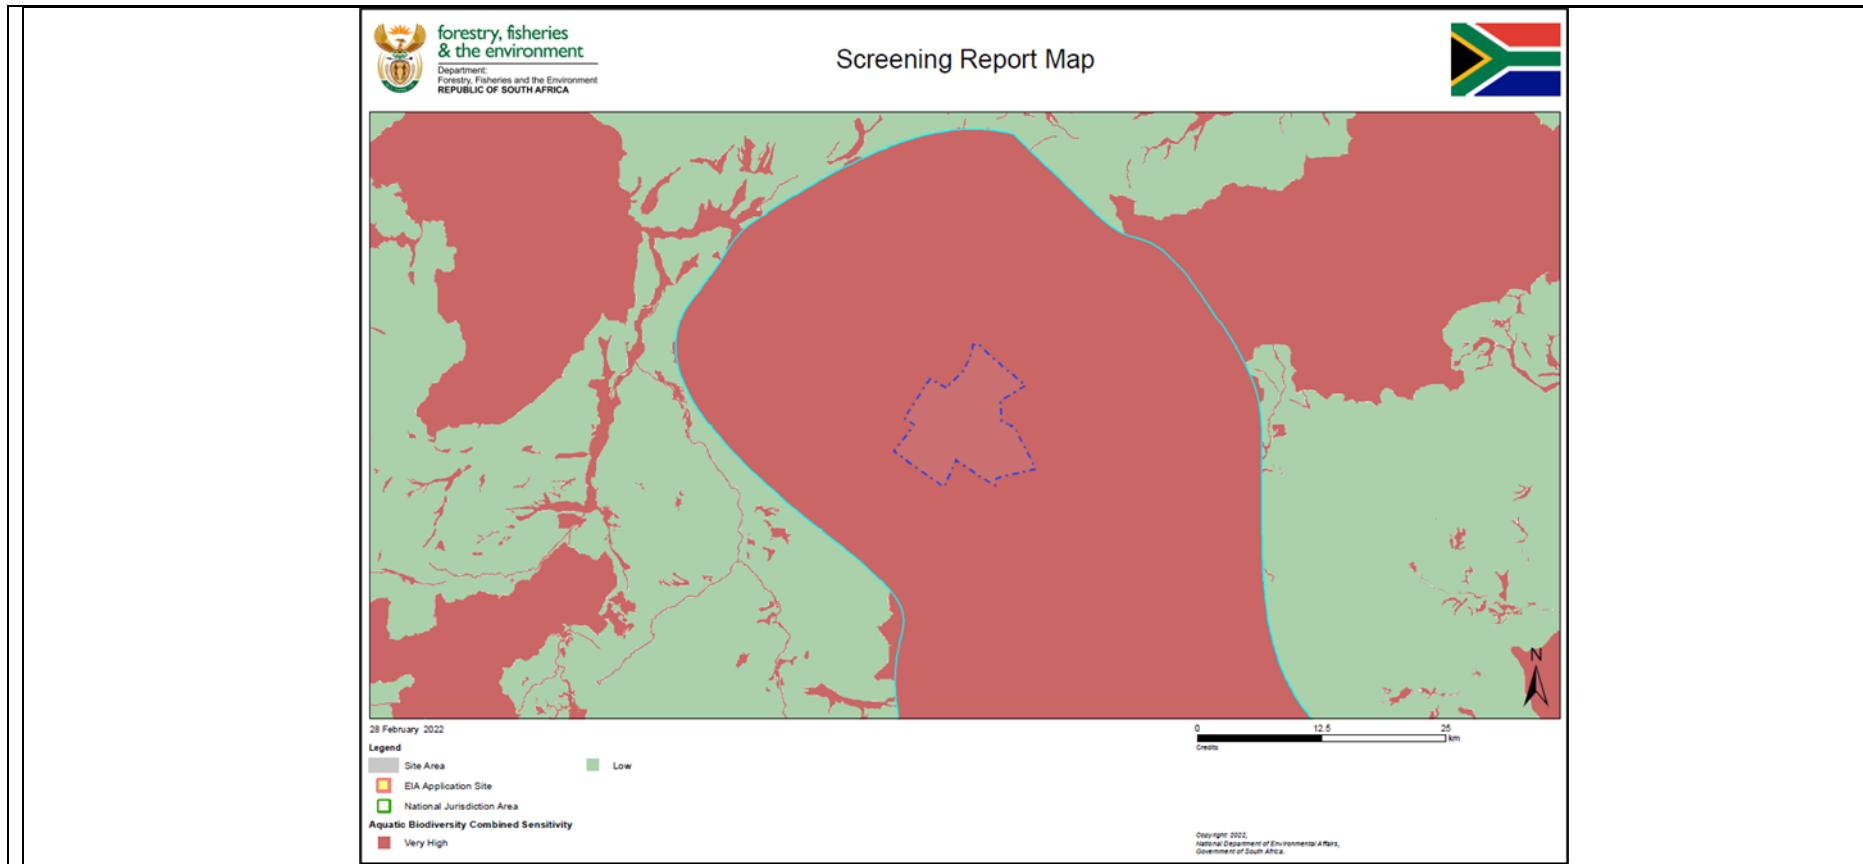 forestry, fisheries
& the environment
Department:
Forestry, Fisheries and the Environment
REPUBLIC OF SOUTH AFRICA
Screening Report Map
N
28 February 2022
0 12.5 25
km
Credits
Legend
Site Area
Low
EIA Application Site
National Jurisdiction Area
Aquatic Biodiversity Combined Sensitivity
Very High
Copyright 2022,
National Department of Environmental Affairs,
Government of South Africa.